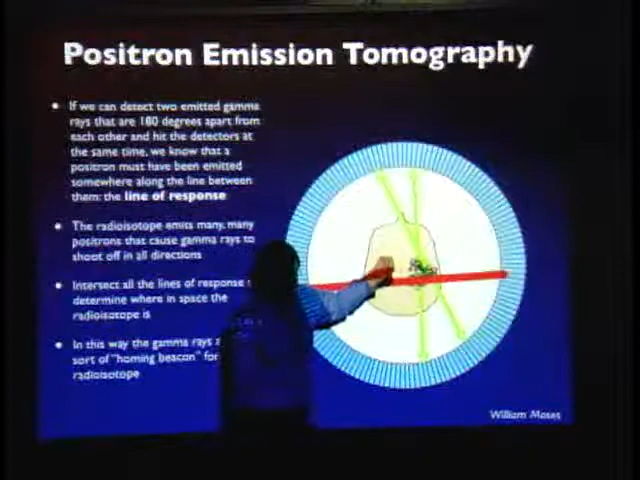 Positron Emission Tomography
If we can detect two emitted gamma
rays that are 180 degrees apart from
each other and hit the detectors at
the same time, we know that a
positron must have been emitted
somewhere along the line between
them: the line of response
The radioisotope emits many, many
positrons that cause gamma rays to
shoot off in all directions
Intersect all the lines of response
determine where in space the
radioisotope is
In this way the gamma rays a
sort of "homing beacon" for
radioisotope
William Moses